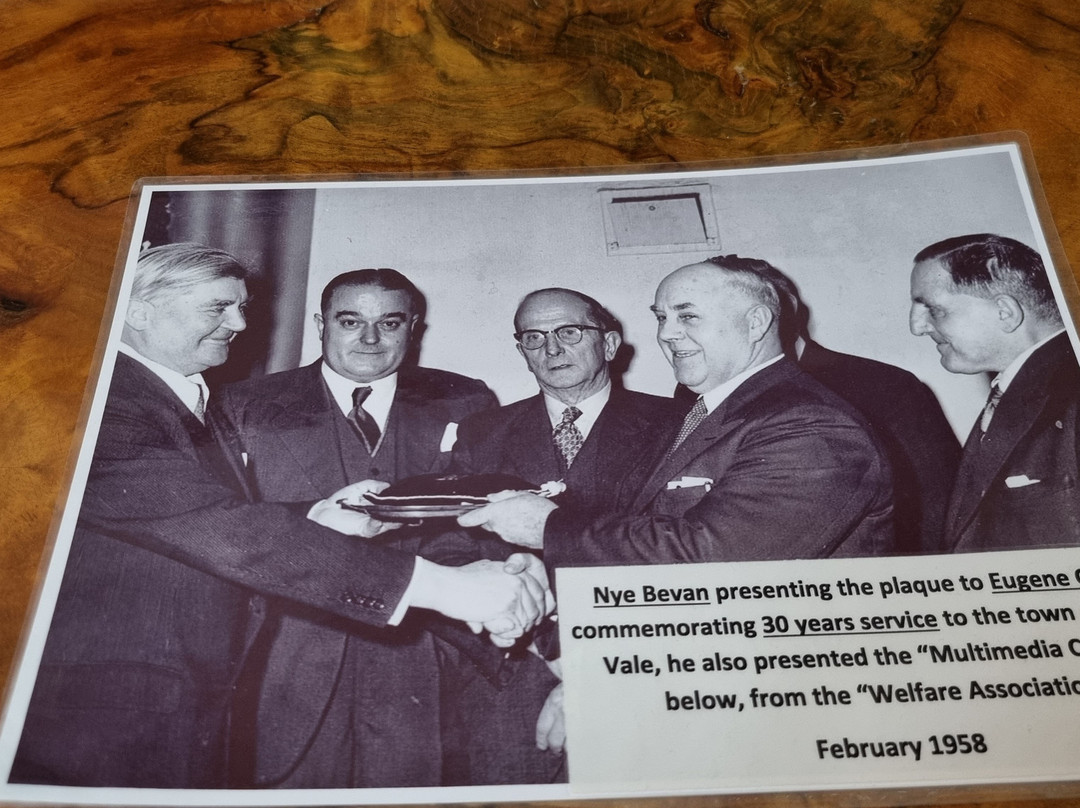 Nye Bevan presenting the plaque to Eugene
commemorating 30 years service to the town
Vale, he also presented the “Multimedia
below, from the “Welfare
February 1958